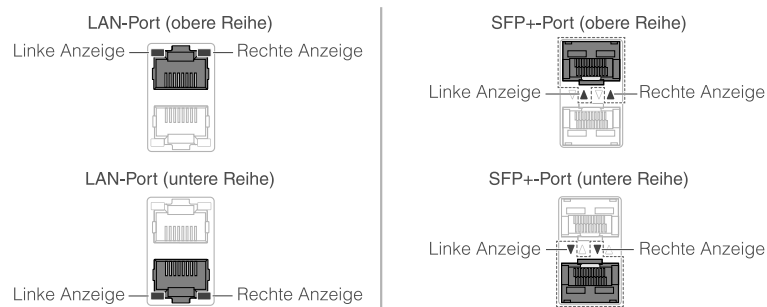 LAN-Port (obere Reihe)
Linke Anzeige
Rechte Anzeige
LAN-Port (untere Reihe)
Linke Anzeige
Rechte Anzeige
SFP+-Port (obere Reihe)
Linke Anzeige
Rechte Anzeige
SFP+-Port (untere Reihe)
Linke Anzeige
Rechte Anzeige